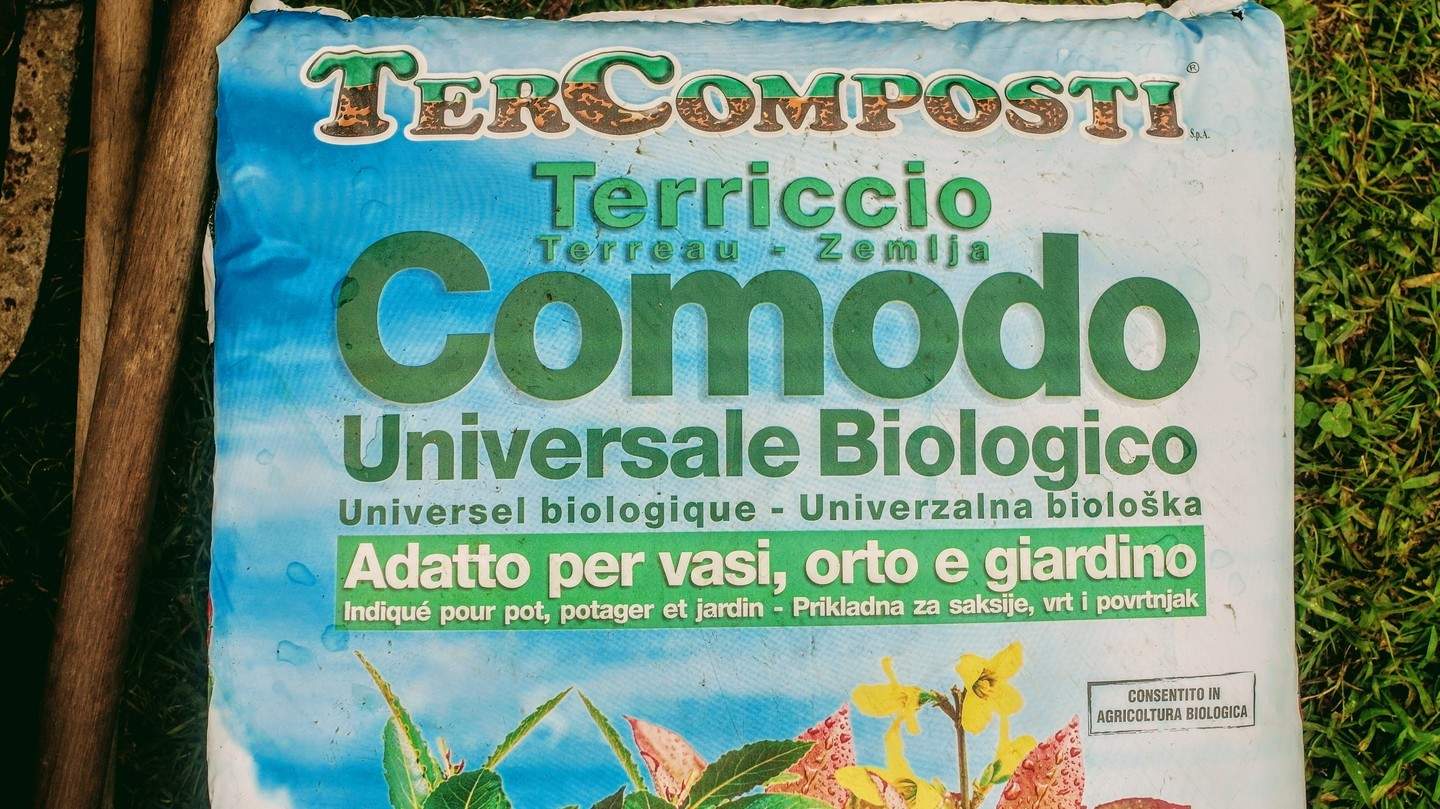 TerComposti®
S.p.A.
Terriccio
Terreau - Zemlja
Comodo
Universale Biologico
Universel biologique - Univerzalna biološka
Adatto per vasi, orto e giardino
Indiqué pour pot, potager et jardin - Prikladna za saksije, vrt i povrtnjak
CONSENTITO IN
AGRICOLTURA BIOLOGICA